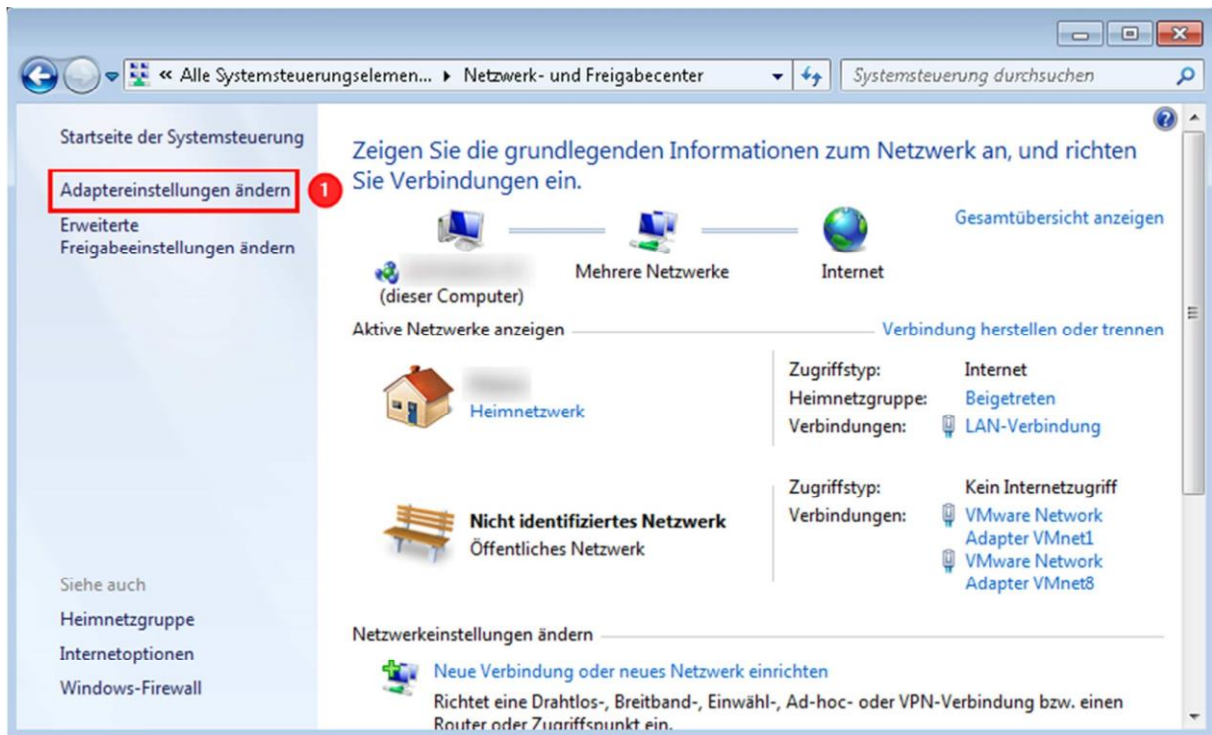 « Alle Systemsteuerungselemen... ▸ Netzwerk- und Freigabecenter
Systemsteuerung durchsuchen
Startseite der Systemsteuerung
Adaptereinstellungen ändern
1
Erweiterte
Freigabeeinstellungen ändern
Siehe auch
Heimnetzgruppe
Internetoptionen
Windows-Firewall
Zeigen Sie die grundlegenden Informationen zum Netzwerk an, und richten
Sie Verbindungen ein.
Gesamtübersicht anzeigen
(dieser Computer)
Mehrere Netzwerke
Internet
Aktive Netzwerke anzeigen
Verbindung herstellen oder trennen
Heimnetzwerk
Zugriffstyp: Internet
Heimnetzgruppe: Beigetreten
Verbindungen: LAN-Verbindung
Nicht identifiziertes Netzwerk
Öffentliches Netzwerk
Zugriffstyp: Kein Internetzugriff
Verbindungen: VMware Network
Adapter VMnet1
VMware Network
Adapter VMnet8
Netzwerkeinstellungen ändern
Neue Verbindung oder neues Netzwerk einrichten
Richtet eine Drahtlos-, Breitband-, Einwähl-, Ad-hoc- oder VPN-Verbindung bzw. einen
Router oder Zugriffspunkt ein.